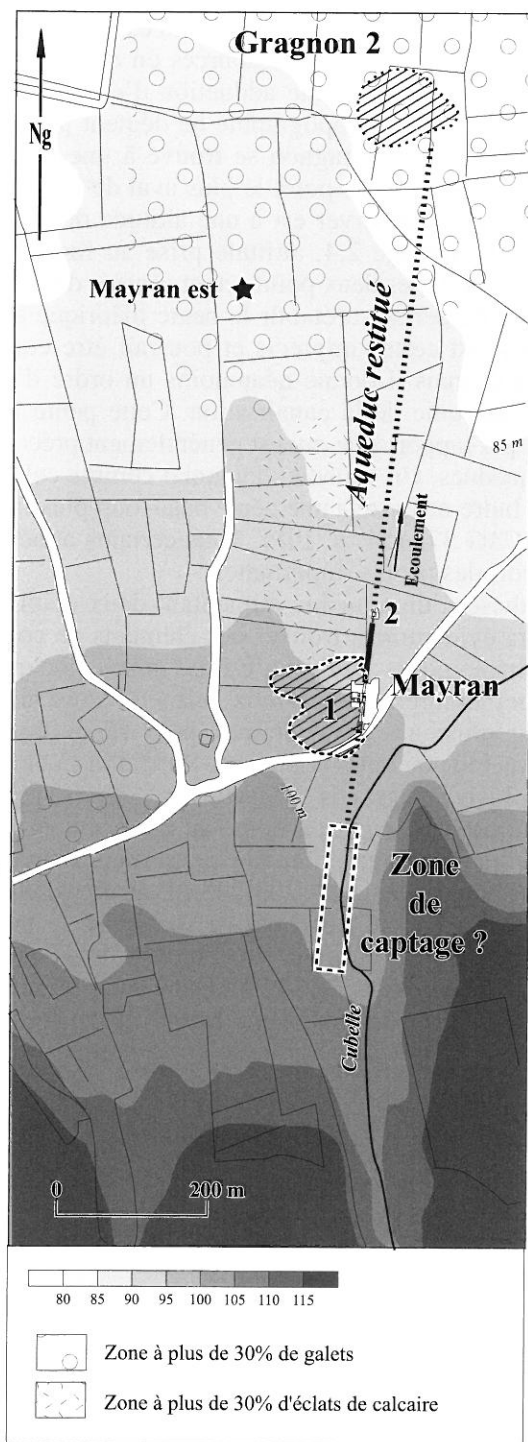 Gragnon 2
Ng
Mayran est
Aqueduc restitué
85 m
Ecoulement
2
Mayran
1
100 m
Zone
de
captage ?
Cubelle
0 200 m
80 85 90 95 100 105 110 115
Zone à plus de 30% de galets
Zone à plus de 30% d'éclats de calcaire